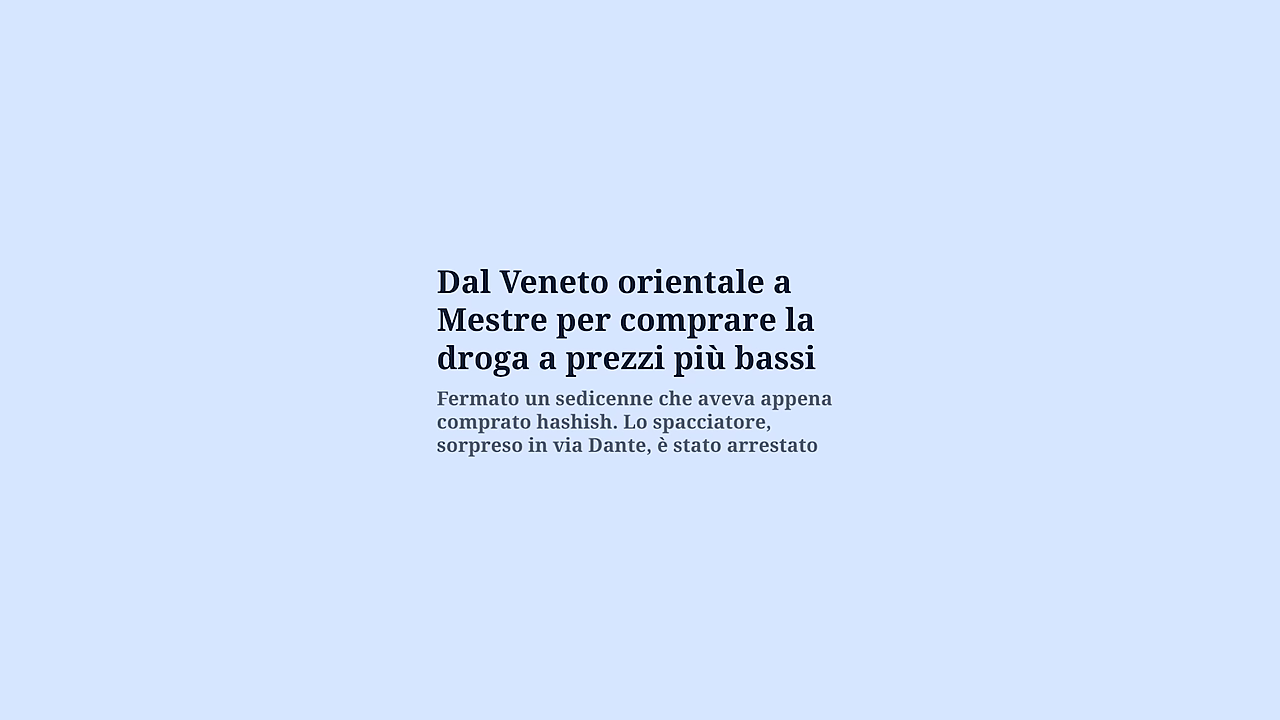 Dal Veneto orientale a
Mestre per comprare la
droga a prezzi più bassi
Fermato un sedicenne che aveva appena
comprato hashish. Lo spacciatore,
sorpreso in via Dante, è stato arrestato